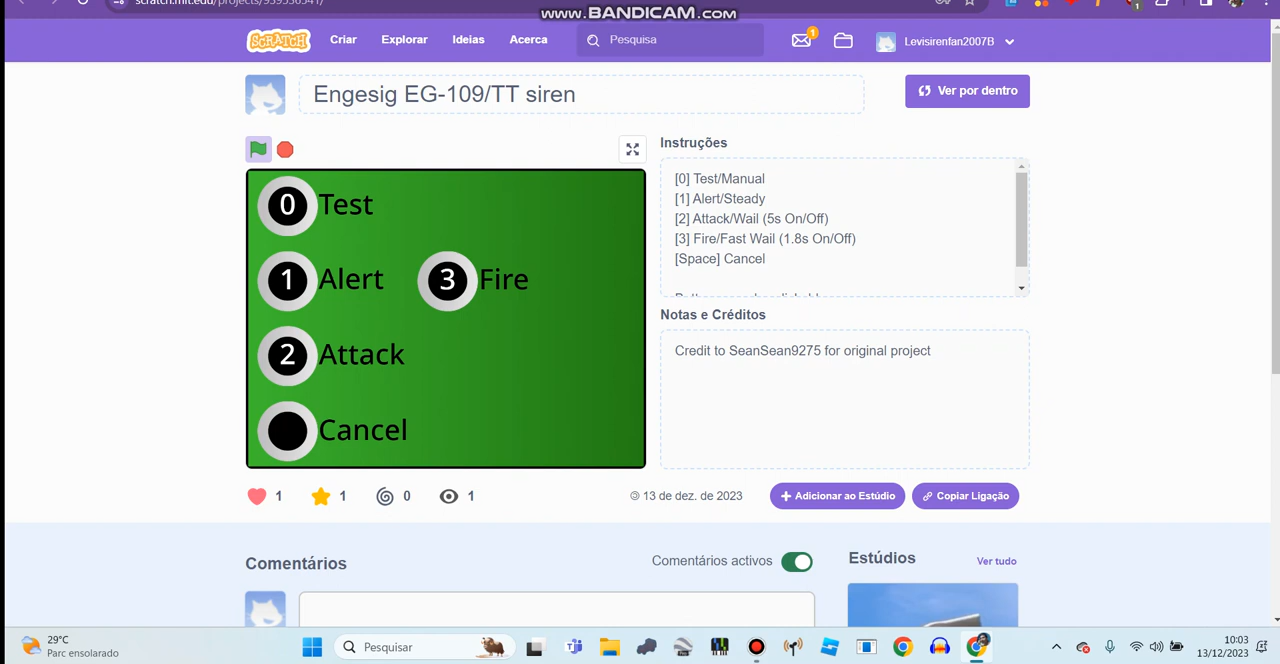 www.BANDICAM.com
SCRATCH
Criar
Explorar
Ideias
Acerca
Pesquisa
1
Levisirenfan2007B
Engesig EG-109/TT siren
Ver por dentro
Instruções
[0] Test/Manual
[1] Alert/Steady
[2] Attack/Wail (5s On/Off)
[3] Fire/Fast Wail (1.8s On/Off)
[Space] Cancel
0 Test
1 Alert
3 Fire
2 Attack
Cancel
Notas e Créditos
Credit to SeanSean9275 for original project
1
1
0
1
13 de dez. de 2023
Adicionar ao Estúdio
Copiar Ligação
Comentários
Comentários activos
Estúdios
Ver tudo
29°C
Parc ensolarado
Pesquisar
10:03
13/12/2023